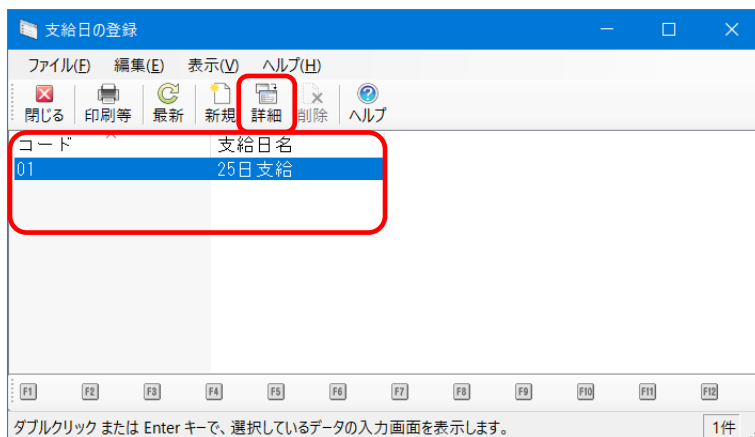 支給日の登録
ファイル(F) 編集(E) 表示(V) ヘルプ(H)
閉じる 印刷等 最新 新規 詳細 削除 ヘルプ
コード 支給日名
01 25日支給
F1 F2 F3 F4 F5 F6 F7 F8 F9 F10 F11 F12
ダブルクリック または Enter キーで、選択しているデータの入力画面を表示します。 1件